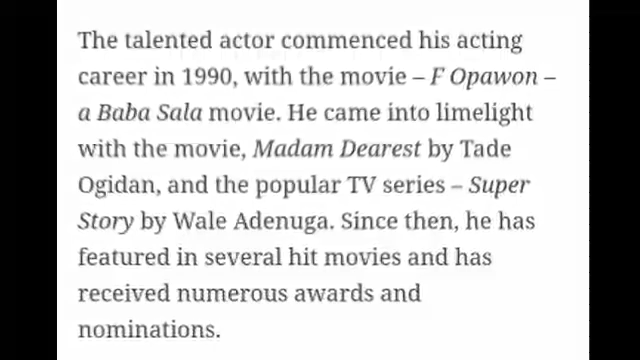 The talented actor commenced his acting
career in 1990, with the movie – F Opawon –
a Baba Sala movie. He came into limelight
with the movie, Madam Dearest by Tade
Ogidan, and the popular TV series – Super
Story by Wale Adenuga. Since then, he has
featured in several hit movies and has
received numerous awards and
nominations.